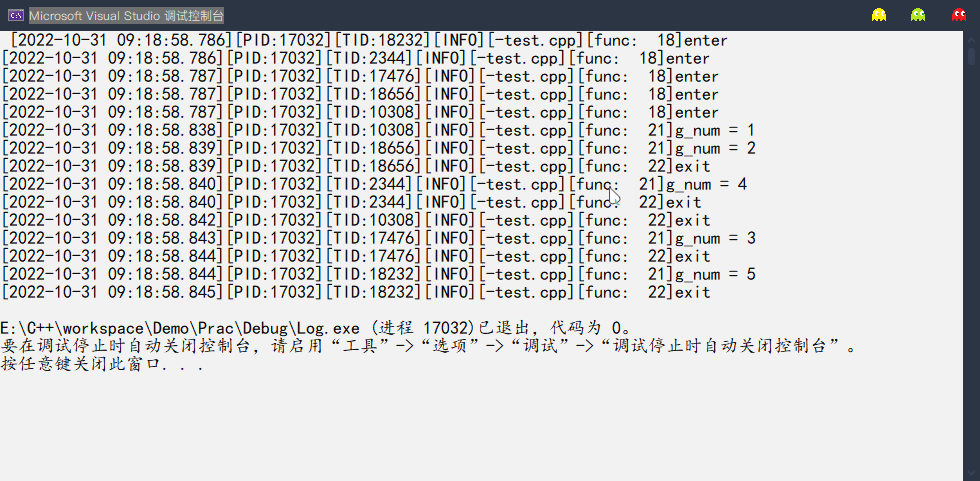 Microsoft Visual Studio 调试控制台
[2022-10-31 09:18:58.786][PID:17032][TID:18232][INFO][-test.cpp][func:  18]enter
[2022-10-31 09:18:58.786][PID:17032][TID:2344][INFO][-test.cpp][func:  18]enter
[2022-10-31 09:18:58.787][PID:17032][TID:17476][INFO][-test.cpp][func:  18]enter
[2022-10-31 09:18:58.787][PID:17032][TID:18656][INFO][-test.cpp][func:  18]enter
[2022-10-31 09:18:58.787][PID:17032][TID:10308][INFO][-test.cpp][func:  18]enter
[2022-10-31 09:18:58.838][PID:17032][TID:10308][INFO][-test.cpp][func:  21]g_num = 1
[2022-10-31 09:18:58.839][PID:17032][TID:18656][INFO][-test.cpp][func:  21]g_num = 2
[2022-10-31 09:18:58.839][PID:17032][TID:18656][INFO][-test.cpp][func:  22]exit
[2022-10-31 09:18:58.840][PID:17032][TID:2344][INFO][-test.cpp][func:  21]g_num = 4
[2022-10-31 09:18:58.840][PID:17032][TID:2344][INFO][-test.cpp][func:  22]exit
[2022-10-31 09:18:58.842][PID:17032][TID:10308][INFO][-test.cpp][func:  22]exit
[2022-10-31 09:18:58.843][PID:17032][TID:17476][INFO][-test.cpp][func:  21]g_num = 3
[2022-10-31 09:18:58.844][PID:17032][TID:17476][INFO][-test.cpp][func:  22]exit
[2022-10-31 09:18:58.844][PID:17032][TID:18232][INFO][-test.cpp][func:  21]g_num = 5
[2022-10-31 09:18:58.845][PID:17032][TID:18232][INFO][-test.cpp][func:  22]exit
E:\C++\workspace\Demo\Prac\Debug\Log.exe (进程 17032)已退出，代码为 0。
要在调试停止时自动关闭控制台，请启用“工具”->“选项”->“调试”->“调试停止时自动关闭控制台”。
按任意键关闭此窗口. . .